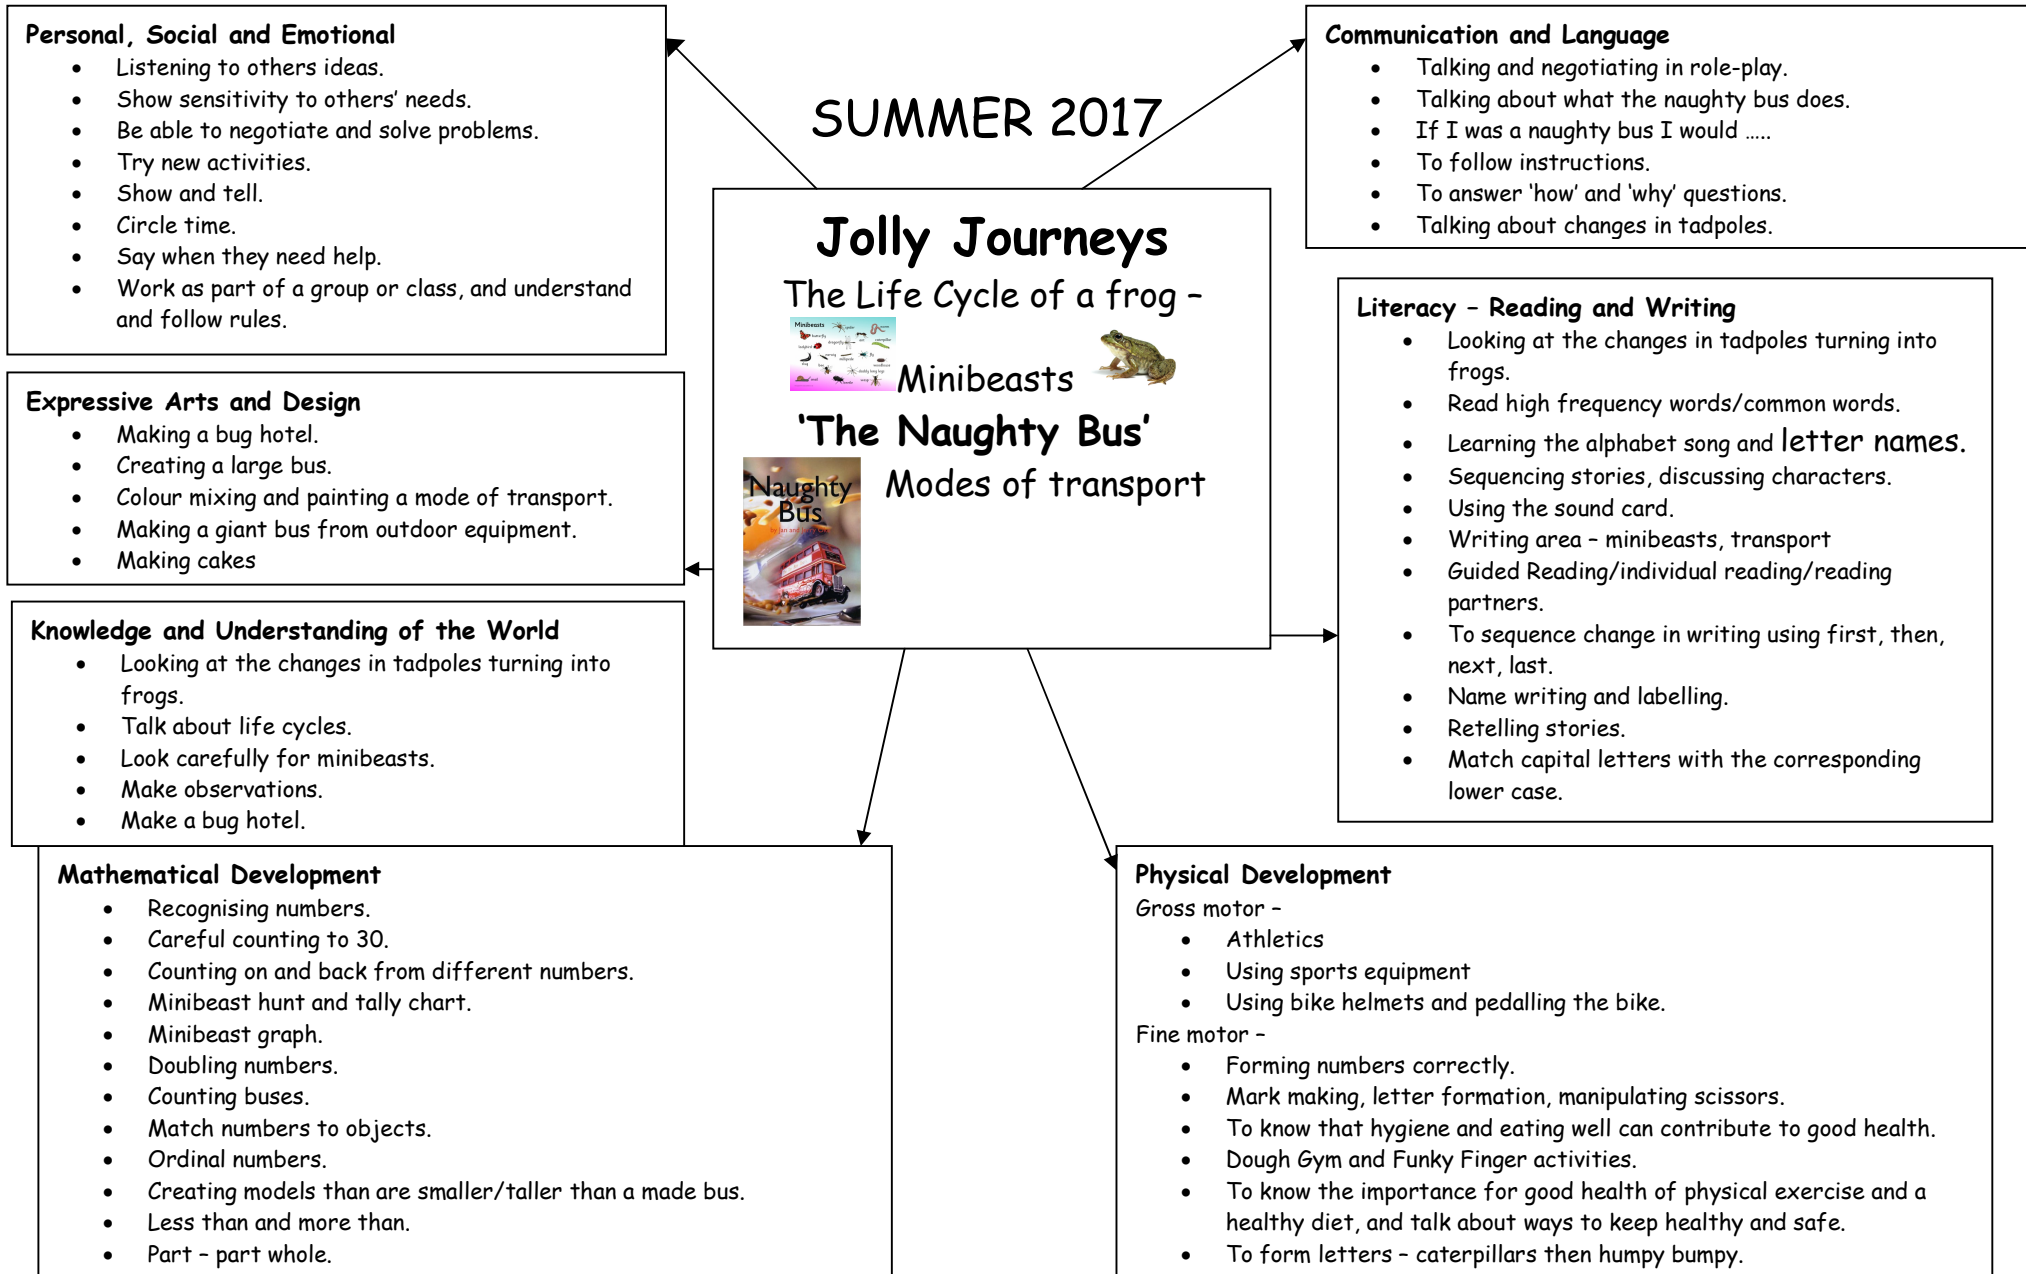 Personal, Social and Emotional
• Listening to others ideas.
• Show sensitivity to others’ needs.
• Be able to negotiate and solve problems.
• Try new activities.
• Show and tell.
• Circle time.
• Say when they need help.
• Work as part of a group or class, and understand
and follow rules.
SUMMER 2017
Communication and Language
• Talking and negotiating in role-play.
• Talking about what the naughty bus does.
• If I was a naughty bus I would …..
• To follow instructions.
• To answer ‘how’ and ‘why’ questions.
• Talking about changes in tadpoles.
Jolly Journeys
The Life Cycle of a frog –
Minibeasts
Minibeasts
‘The Naughty Bus’
Modes of transport
Naughty
Bus
Expressive Arts and Design
• Making a bug hotel.
• Creating a large bus.
• Colour mixing and painting a mode of transport.
• Making a giant bus from outdoor equipment.
• Making cakes
Literacy – Reading and Writing
• Looking at the changes in tadpoles turning into
frogs.
• Read high frequency words/common words.
• Learning the alphabet song and letter names.
• Sequencing stories, discussing characters.
• Using the sound card.
• Writing area – minibeasts, transport
• Guided Reading/individual reading/reading
partners.
• To sequence change in writing using first, then,
next, last.
• Name writing and labelling.
• Retelling stories.
• Match capital letters with the corresponding
lower case.
Knowledge and Understanding of the World
• Looking at the changes in tadpoles turning into
frogs.
• Talk about life cycles.
• Look carefully for minibeasts.
• Make observations.
• Make a bug hotel.
Mathematical Development
• Recognising numbers.
• Careful counting to 30.
• Counting on and back from different numbers.
• Minibeast hunt and tally chart.
• Minibeast graph.
• Doubling numbers.
• Counting buses.
• Match numbers to objects.
• Ordinal numbers.
• Creating models than are smaller/taller than a made bus.
• Less than and more than.
• Part – part whole.
Physical Development
Gross motor –
• Athletics
• Using sports equipment
• Using bike helmets and pedalling the bike.
Fine motor –
• Forming numbers correctly.
• Mark making, letter formation, manipulating scissors.
• To know that hygiene and eating well can contribute to good health.
• Dough Gym and Funky Finger activities.
• To know the importance for good health of physical exercise and a
healthy diet, and talk about ways to keep healthy and safe.
• To form letters – caterpillars then humpy bumpy.